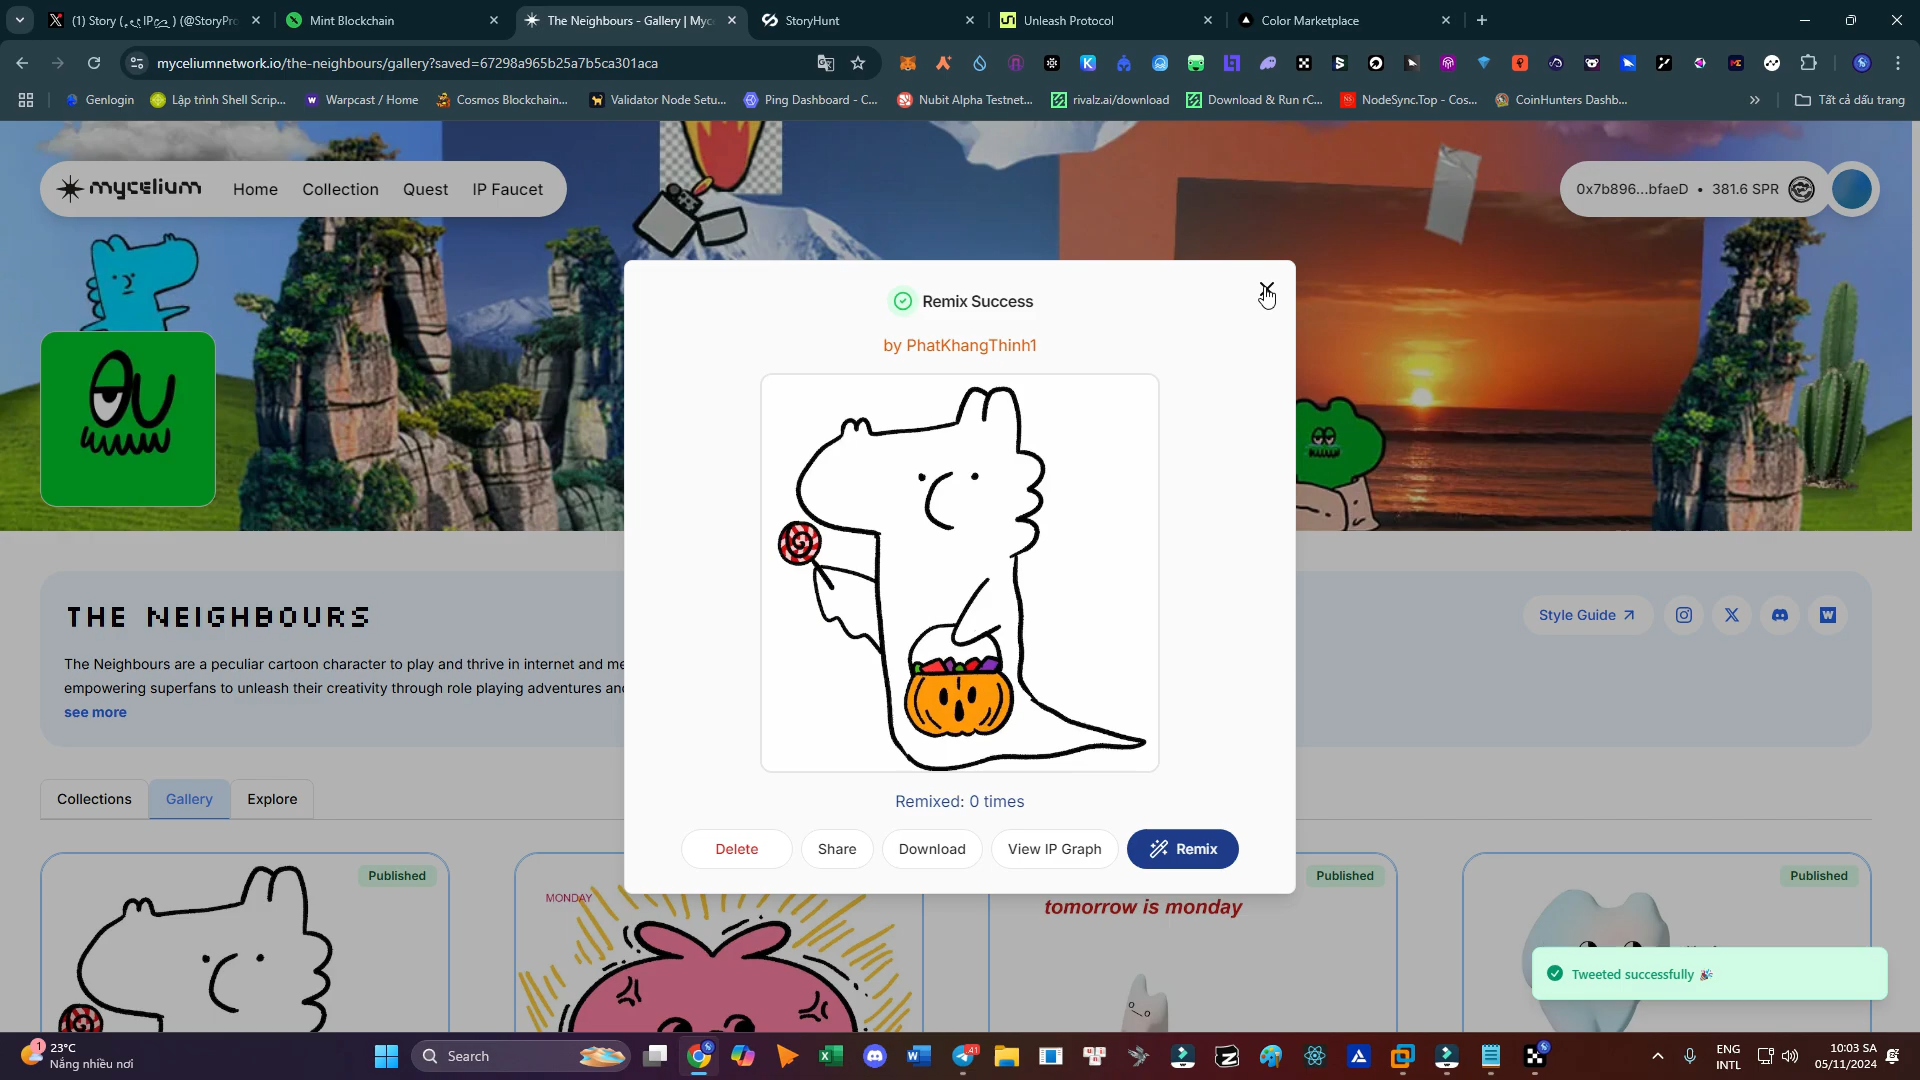 (1) Story (  IP  ) (@StoryPro
Mint Blockchain
The Neighbours - Gallery | Myc
StoryHunt
Unleash Protocol
Color Marketplace
myceliumnetwork.io/the-neighbours/gallery?saved=67298a965b25a7b5ca301aca
Genlogin
Lập trình Shell Scrip...
Warpcast / Home
Cosmos Blockchain...
Validator Node Setu...
Ping Dashboard - C...
Nubit Alpha Testnet...
rivalz.ai/download
Download & Run rC...
NodeSync.Top - Cos...
CoinHunters Dashb...
Tất cả dấu trang
mycelium
Home
Collection
Quest
IP Faucet
0x7b896...bfaeD • 381.6 SPR
Remix Success
by PhatKhangThinh1
Remixed: 0 times
Delete
Share
Download
View IP Graph
Remix
THE NEIGHBOURS
The Neighbours are a peculiar cartoon character to play and thrive in internet and me
empowering superfans to unleash their creativity through role playing adventures an
see more
Style Guide
Collections
Gallery
Explore
Published
MONDAY
Published
tomorrow is monday
Published
Tweeted successfully 🎉
1
23°C
Nắng nhiều nơi
Search
41
ENG
INTL
10:03 SA
05/11/2024